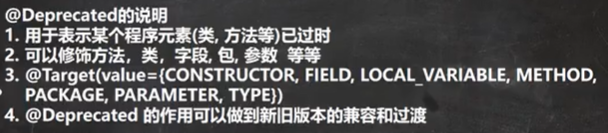 @Deprecated的说明
1. 用于表示某个程序元素(类, 方法等)已过时
2. 可以修饰方法，类，字段, 包, 参数 等等
3. @Target(value={CONSTRUCTOR, FIELD, LOCAL_VARIABLE, METHOD,
PACKAGE, PARAMETER, TYPE})
4. @Deprecated 的作用可以做到新旧版本的兼容和过渡